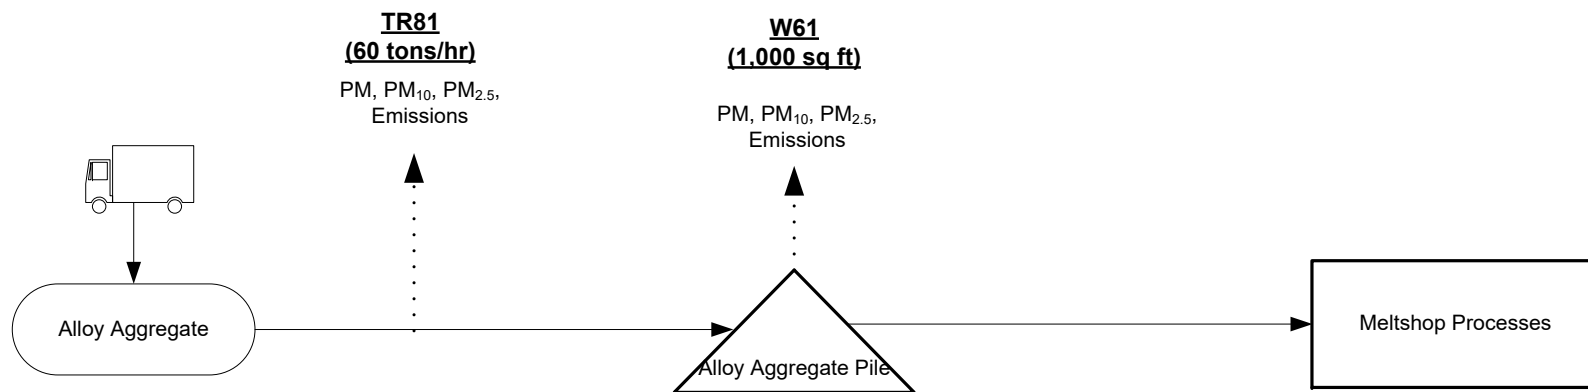 TR81
(60 tons/hr)
PM, PM₁₀, PM₂.₅,
Emissions
W61
(1,000 sq ft)
PM, PM₁₀, PM₂.₅,
Emissions
Alloy Aggregate
Alloy Aggregate Pile
Meltshop Processes